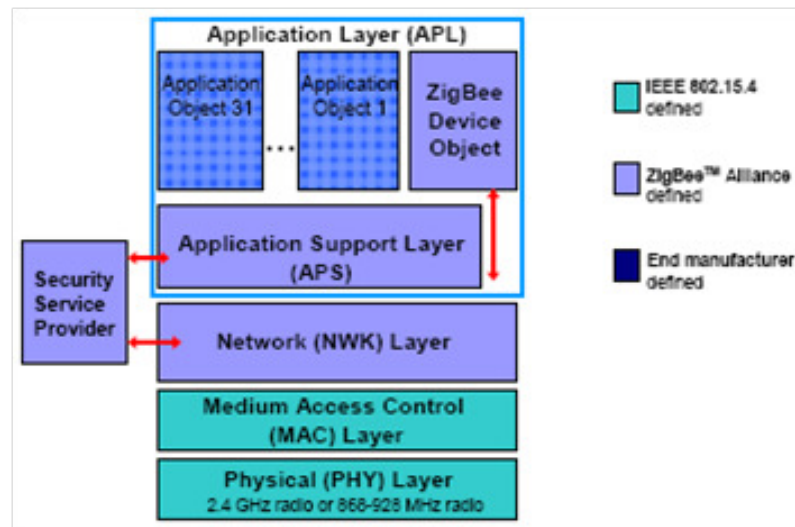 Application Layer (APL)
Application
Object 31
...
Application
Object 1
ZigBee
Device
Object
Application Support Layer
(APS)
Security
Service
Provider
Network (NWK) Layer
Medium Access Control
(MAC) Layer
Physical (PHY) Layer
2.4 GHz radio or 868-928 MHz radio
IEEE 802.15.4
defined
ZigBee™ Alliance
defined
End manufacturer
defined